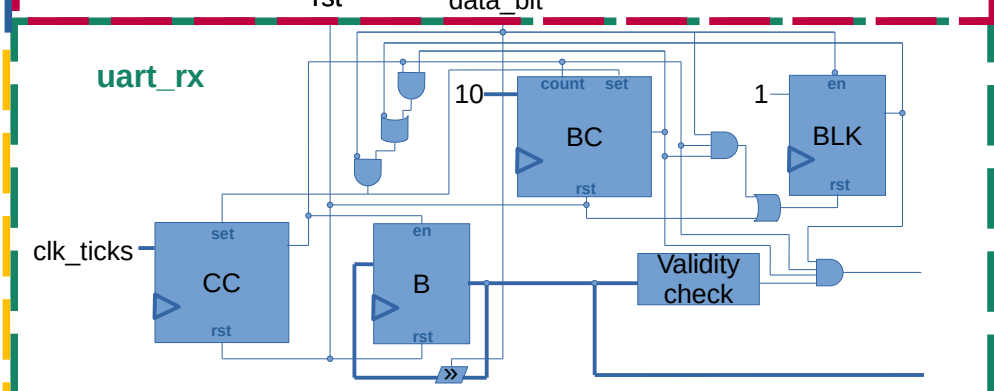 rst
data_bit
uart_rx
10
count
set
BC
rst
1
en
BLK
rst
clk_ticks
set
CC
rst
en
B
rst
Validity
check
»